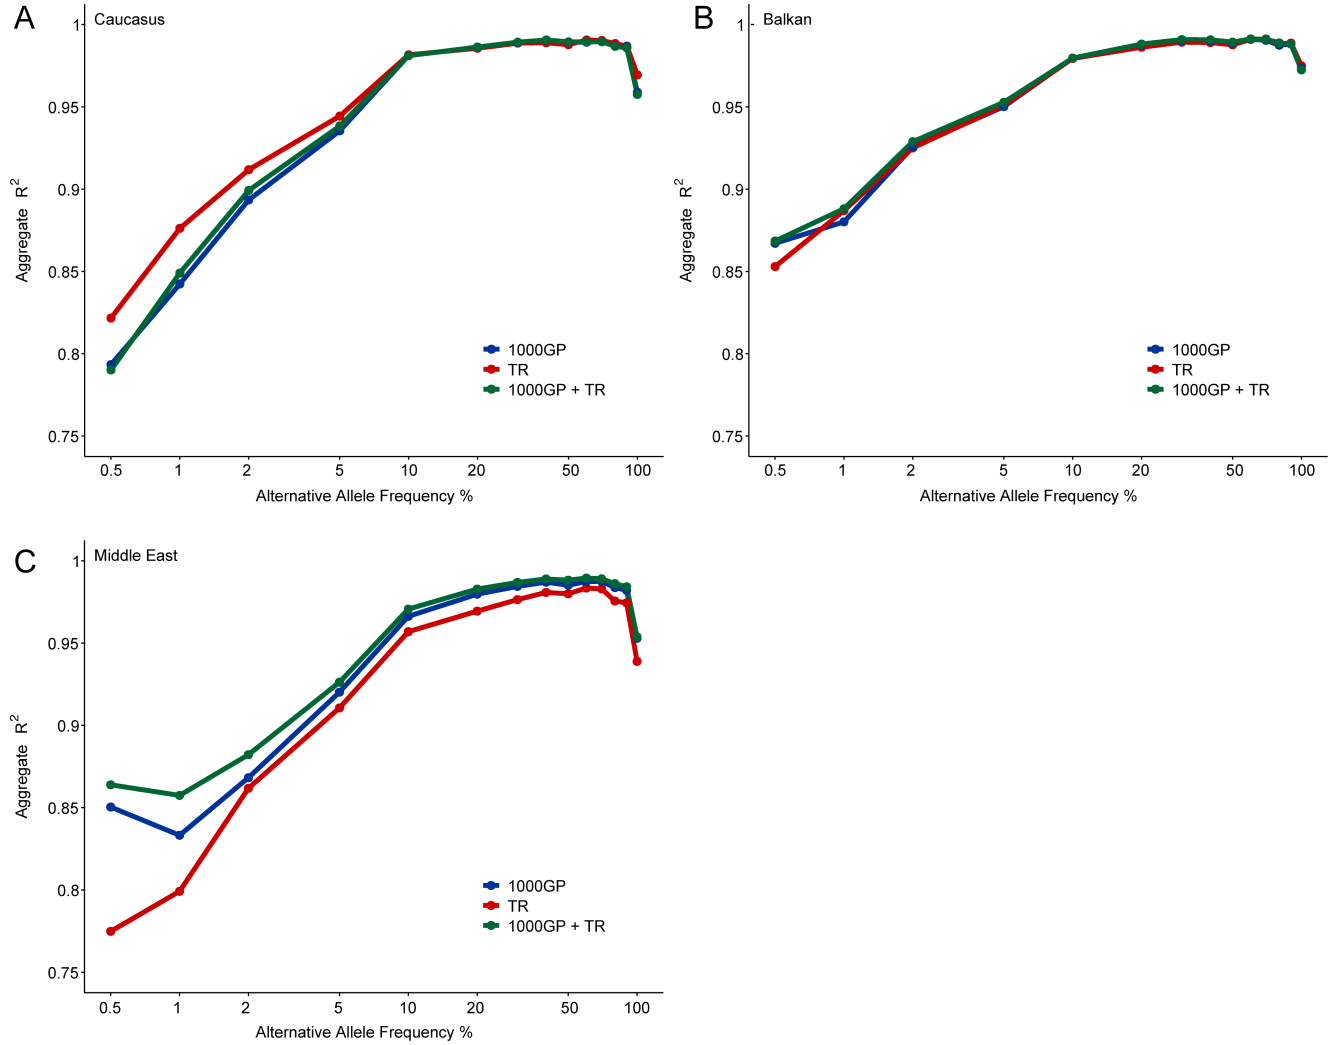 A
Caucasus
1
0.95
0.9
0.85
0.8
0.75
Aggregate R²
1000GP
TR
1000GP + TR
0.5 1 2 5 10 20 50 100
Alternative Allele Frequency %
B
Balkan
1
0.95
0.9
0.85
0.8
0.75
Aggregate R²
1000GP
TR
1000GP + TR
0.5 1 2 5 10 20 50 100
Alternative Allele Frequency %
C
Middle East
1
0.95
0.9
0.85
0.8
0.75
Aggregate R²
1000GP
TR
1000GP + TR
0.5 1 2 5 10 20 50 100
Alternative Allele Frequency %